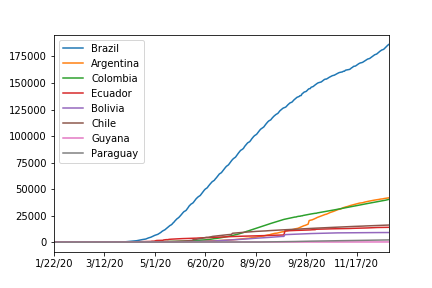 175000
150000
125000
100000
75000
50000
25000
0
Brazil
Argentina
Colombia
Ecuador
Bolivia
Chile
Guyana
Paraguay
1/22/20 3/12/20 5/1/20 6/20/20 8/9/20 9/28/20 11/17/20